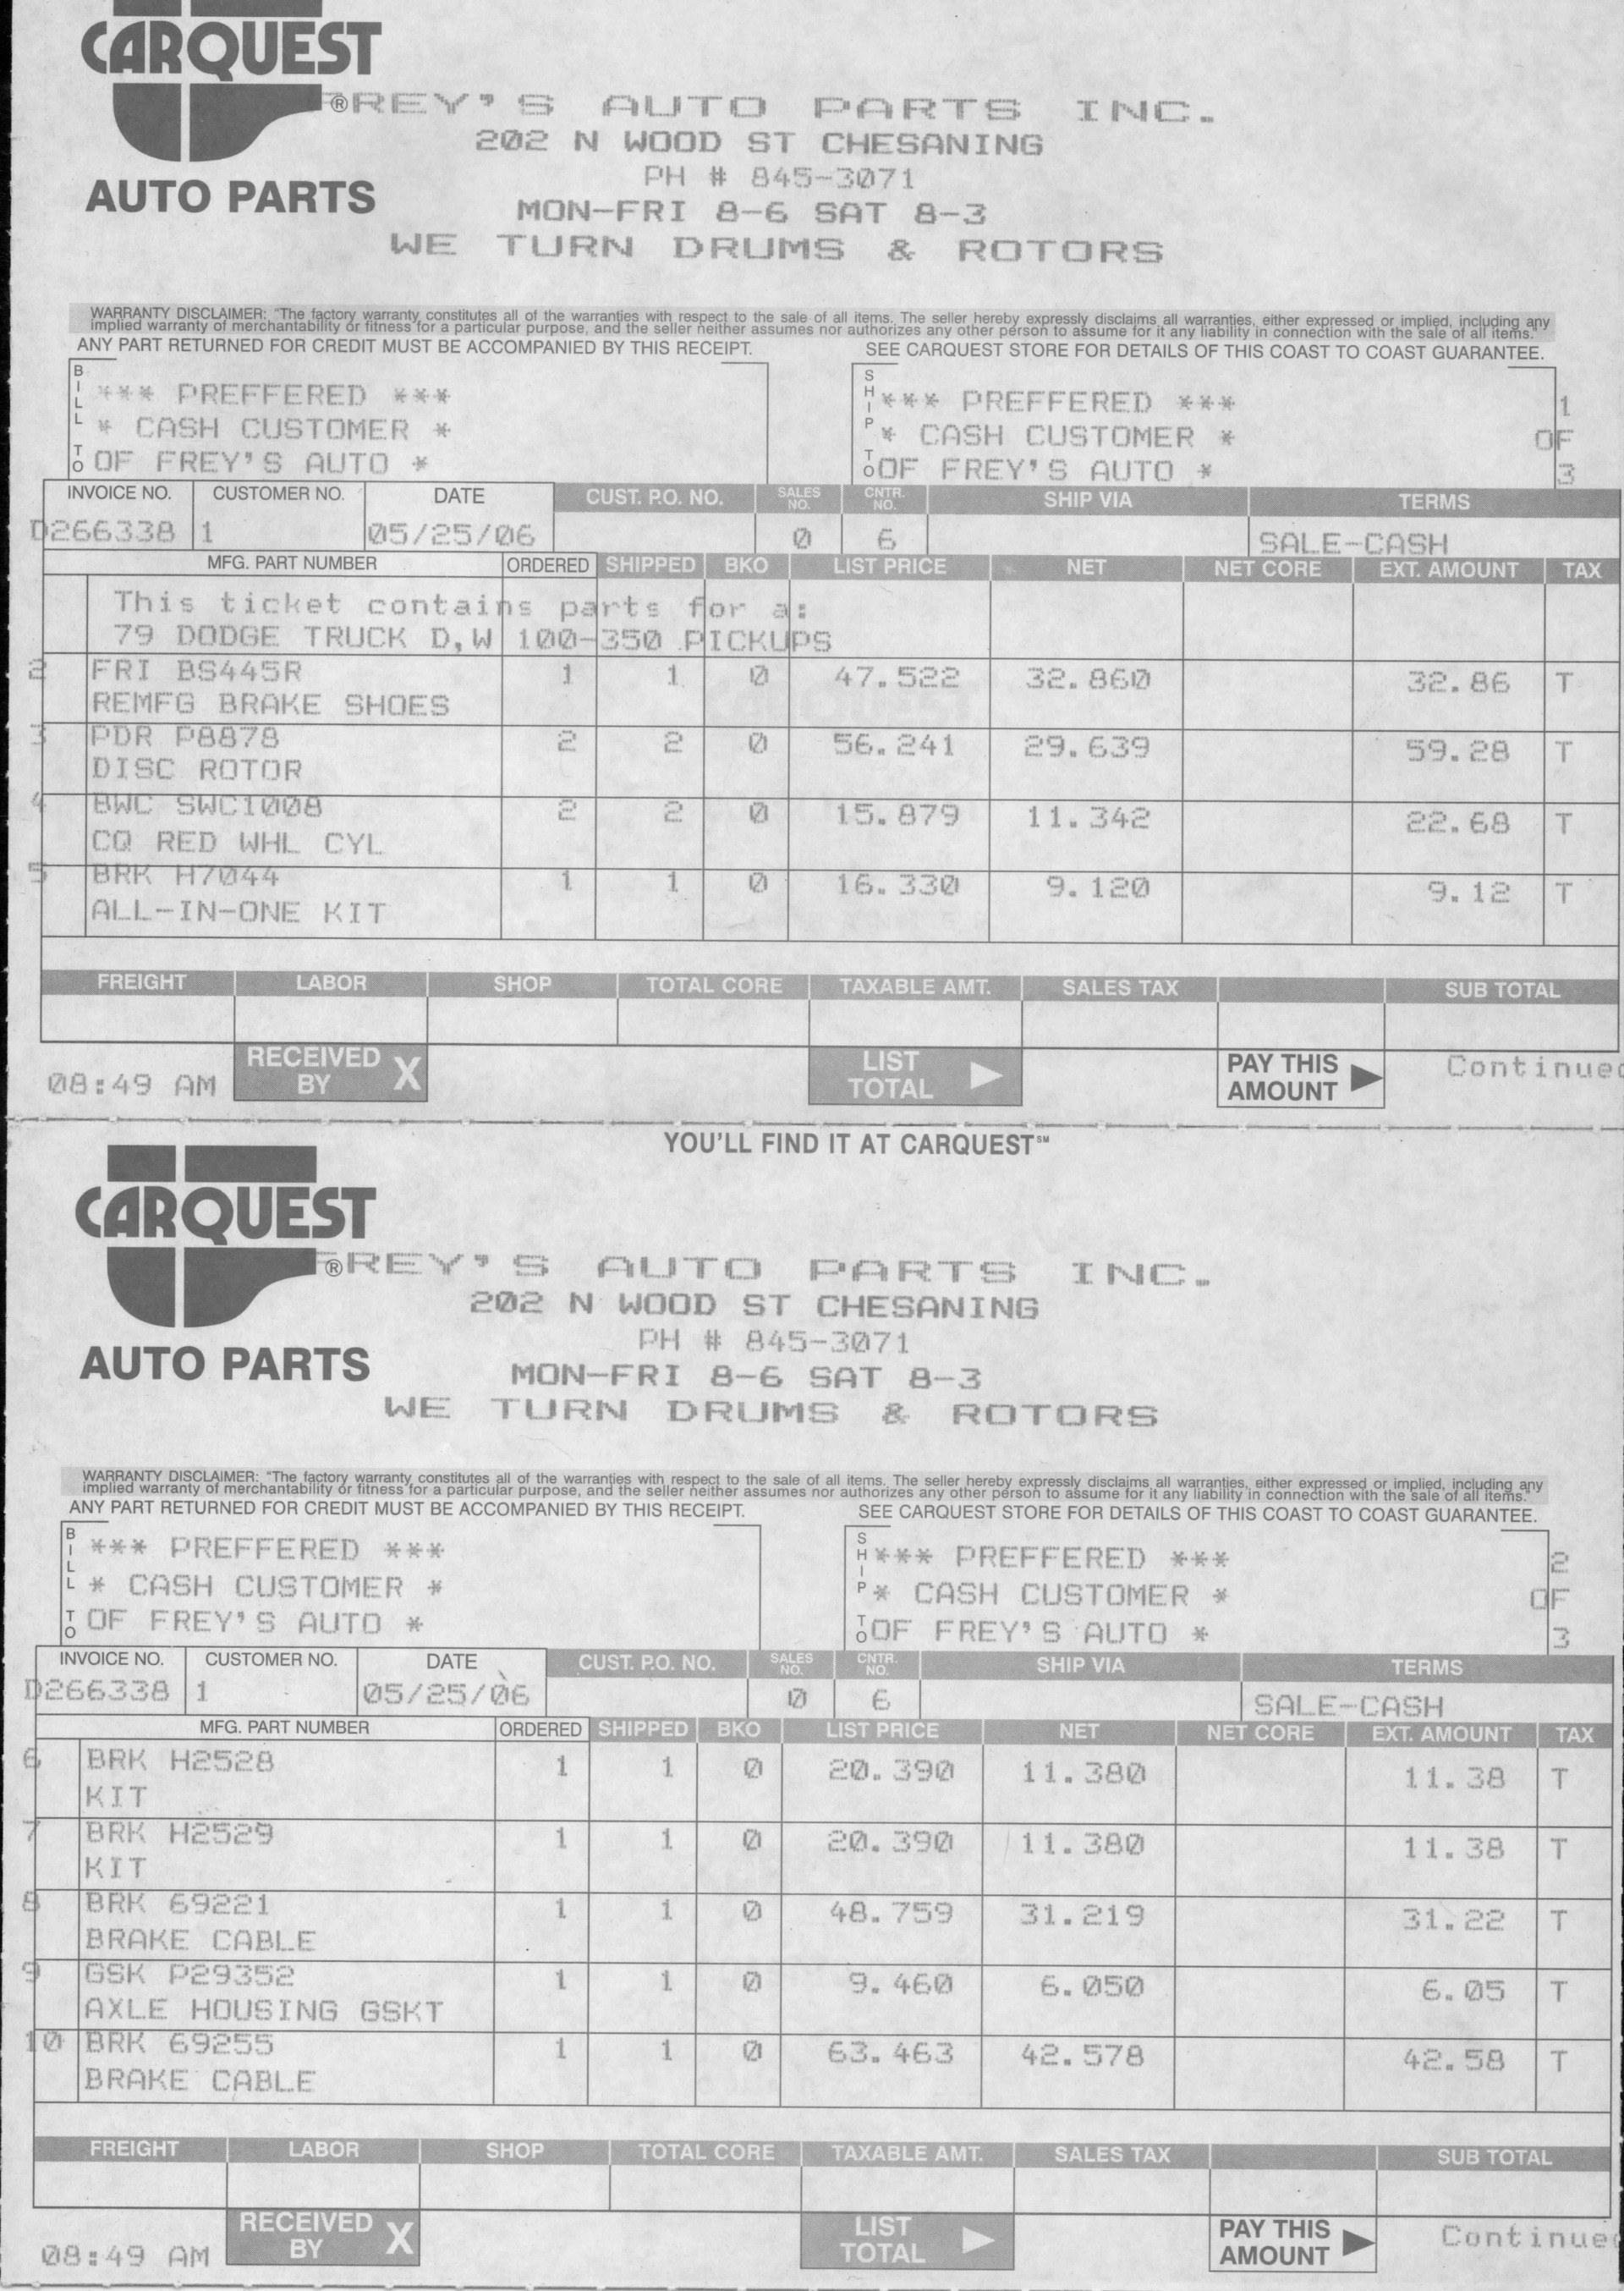 CARQUEST
®REY'S AUTO PARTS INC.
202 N WOOD ST CHESANING
PH # 845-3071
AUTO PARTS
MON-FRI 8-6 SAT 8-3
WE TURN DRUMS & ROTORS
WARRANTY DISCLAIMER: "The factory warranty constitutes all of the warranties with respect to the sale of all items. The seller hereby expressly disclaims all warranties, either expressed or implied, including any
implied warranty of merchantability or fitness for a particular purpose, and the seller neither assumes nor authorizes any other person to assume for it any liability in connection with the sale of all items."
ANY PART RETURNED FOR CREDIT MUST BE ACCOMPANIED BY THIS RECEIPT. SEE CARQUEST STORE FOR DETAILS OF THIS COAST TO COAST GUARANTEE.
BILL TO
*** PREFFERED ***
* CASH CUSTOMER *
OF FREY'S AUTO *
SHIP TO
*** PREFFERED ***
* CASH CUSTOMER *
OF FREY'S AUTO *
1
OF
3
INVOICE NO. CUSTOMER NO. DATE CUST. P.O. NO. SALES NO. CNTR. NO. SHIP VIA TERMS
D266338 1 05/25/06 0 6 SALE-CASH
MFG. PART NUMBER ORDERED SHIPPED BKO LIST PRICE NET NET CORE EXT. AMOUNT TAX
This ticket contains parts for a:
79 DODGE TRUCK D,W 100-350 PICKUPS
2 FRI BS445R 1 1 0 47.522 32.860 32.86 T
REMFG BRAKE SHOES
3 PDR P8878 2 2 0 56.241 29.639 59.28 T
DISC ROTOR
4 BWC SWC1008 2 2 0 15.879 11.342 22.68 T
CQ RED WHL CYL
5 BRK H7044 1 1 0 16.330 9.120 9.12 T
ALL-IN-ONE KIT
FREIGHT LABOR SHOP TOTAL CORE TAXABLE AMT. SALES TAX SUB TOTAL
08:49 AM RECEIVED BY X LIST TOTAL PAY THIS AMOUNT Continued
YOU'LL FIND IT AT CARQUEST℠
CARQUEST
®REY'S AUTO PARTS INC.
202 N WOOD ST CHESANING
PH # 845-3071
AUTO PARTS
MON-FRI 8-6 SAT 8-3
WE TURN DRUMS & ROTORS
WARRANTY DISCLAIMER: "The factory warranty constitutes all of the warranties with respect to the sale of all items. The seller hereby expressly disclaims all warranties, either expressed or implied, including any
implied warranty of merchantability or fitness for a particular purpose, and the seller neither assumes nor authorizes any other person to assume for it any liability in connection with the sale of all items."
ANY PART RETURNED FOR CREDIT MUST BE ACCOMPANIED BY THIS RECEIPT. SEE CARQUEST STORE FOR DETAILS OF THIS COAST TO COAST GUARANTEE.
BILL TO
*** PREFFERED ***
* CASH CUSTOMER *
OF FREY'S AUTO *
SHIP TO
*** PREFFERED ***
* CASH CUSTOMER *
OF FREY'S AUTO *
2
OF
3
INVOICE NO. CUSTOMER NO. DATE CUST. P.O. NO. SALES NO. CNTR. NO. SHIP VIA TERMS
D266338 1 05/25/06 0 6 SALE-CASH
MFG. PART NUMBER ORDERED SHIPPED BKO LIST PRICE NET NET CORE EXT. AMOUNT TAX
6 BRK H2528 1 1 0 20.390 11.380 11.38 T
KIT
7 BRK H2529 1 1 0 20.390 11.380 11.38 T
KIT
8 BRK 69221 1 1 0 48.759 31.219 31.22 T
BRAKE CABLE
9 GSK P29352 1 1 0 9.460 6.050 6.05 T
AXLE HOUSING GSKT
10 BRK 69255 1 1 0 63.463 42.578 42.58 T
BRAKE CABLE
FREIGHT LABOR SHOP TOTAL CORE TAXABLE AMT. SALES TAX SUB TOTAL
08:49 AM RECEIVED BY X LIST TOTAL PAY THIS AMOUNT Continued